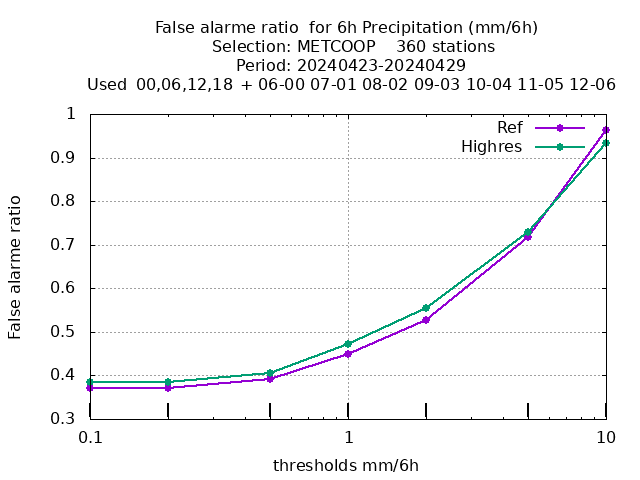 False alarme ratio  for 6h Precipitation (mm/6h)
Selection: METCOOP    360 stations
Period: 20240423-20240429
Used  00,06,12,18  + 06-00 07-01 08-02 09-03 10-04 11-05 12-06
Ref
Highres
False alarme ratio
1
0.9
0.8
0.7
0.6
0.5
0.4
0.3
0.1
1
10
thresholds mm/6h